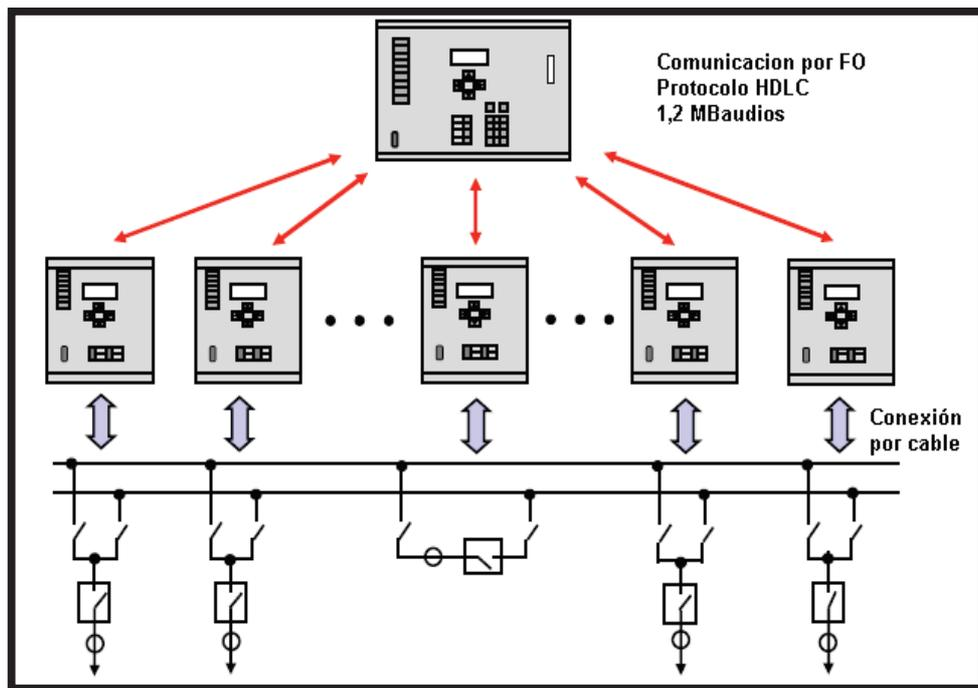 Comunicacion por FO
Protocolo HDLC
1,2 MBaudios
Conexión
por cable